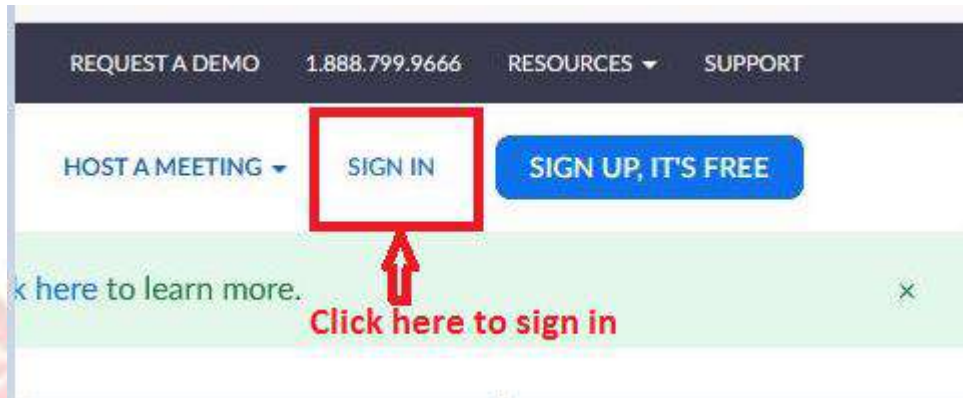 REQUEST A DEMO 1.888.799.9666 RESOURCES SUPPORT
HOST A MEETING SIGN IN SIGN UP, IT'S FREE
here to learn more. ×
Click here to sign in